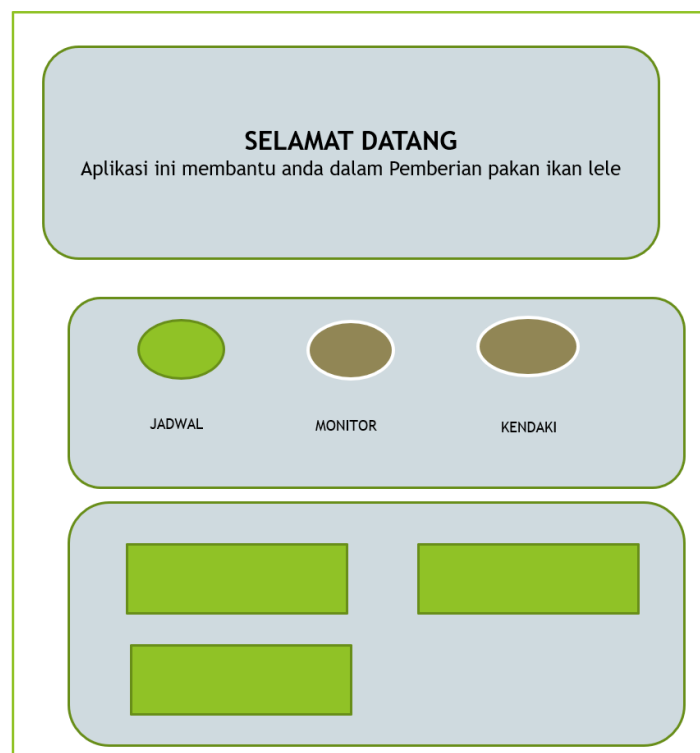 SELAMAT DATANG
Aplikasi ini membantu anda dalam Pemberian pakan ikan lele
JADWAL
MONITOR
KENDAKI